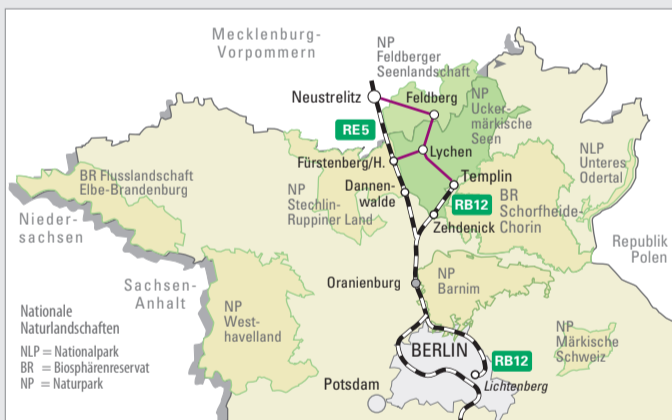 Mecklenburg-
Vorpommern
NP
Feldberger
Seenlandschaft
Neustrelitz
Feldberg
NP
Ucker-
märkische
Seen
RE5
Lychen
Fürstenberg/H.
Templin
NLP
Unteres
Odertal
BR Flusslandschaft
Elbe-Brandenburg
NP
Stechlin-
Ruppiner Land
Dannen-
walde
RB12
BR
Schorfheide-
Chorin
Zehdenick
Nieder-
sachsen
Republik
Polen
Sachsen-
Anhalt
Oranienburg
NP
Barnim
NP
West-
havelland
Nationale
Naturlandschaften
NLP = Nationalpark
BR = Biosphärenreservat
NP = Naturpark
NP
Märkische
Schweiz
BERLIN
RB12
Lichtenberg
Potsdam